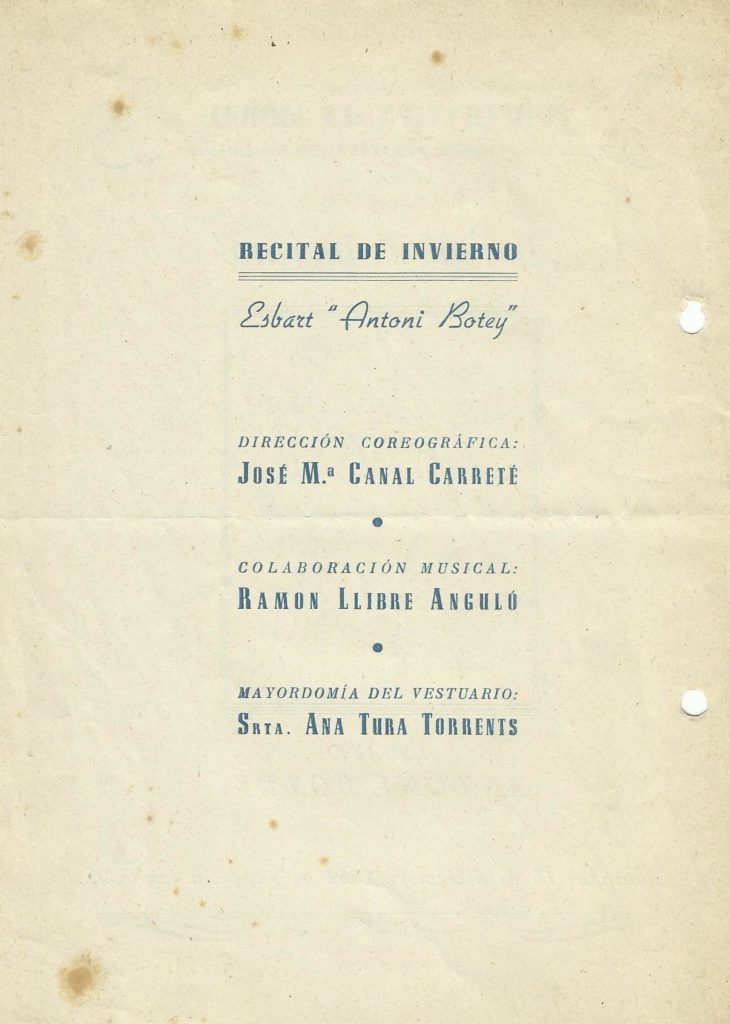 RECITAL DE INVIERNO
Esbart "Antoni Botey"
DIRECCIÓN COREOGRÁFICA:
JOSÉ M.ª CANAL CARRETÉ
COLABORACIÓN MUSICAL:
RAMON LLIBRE ANGULÓ
MAYORDOMÍA DEL VESTUARIO:
SRTA. ANA TURA TORRENTS